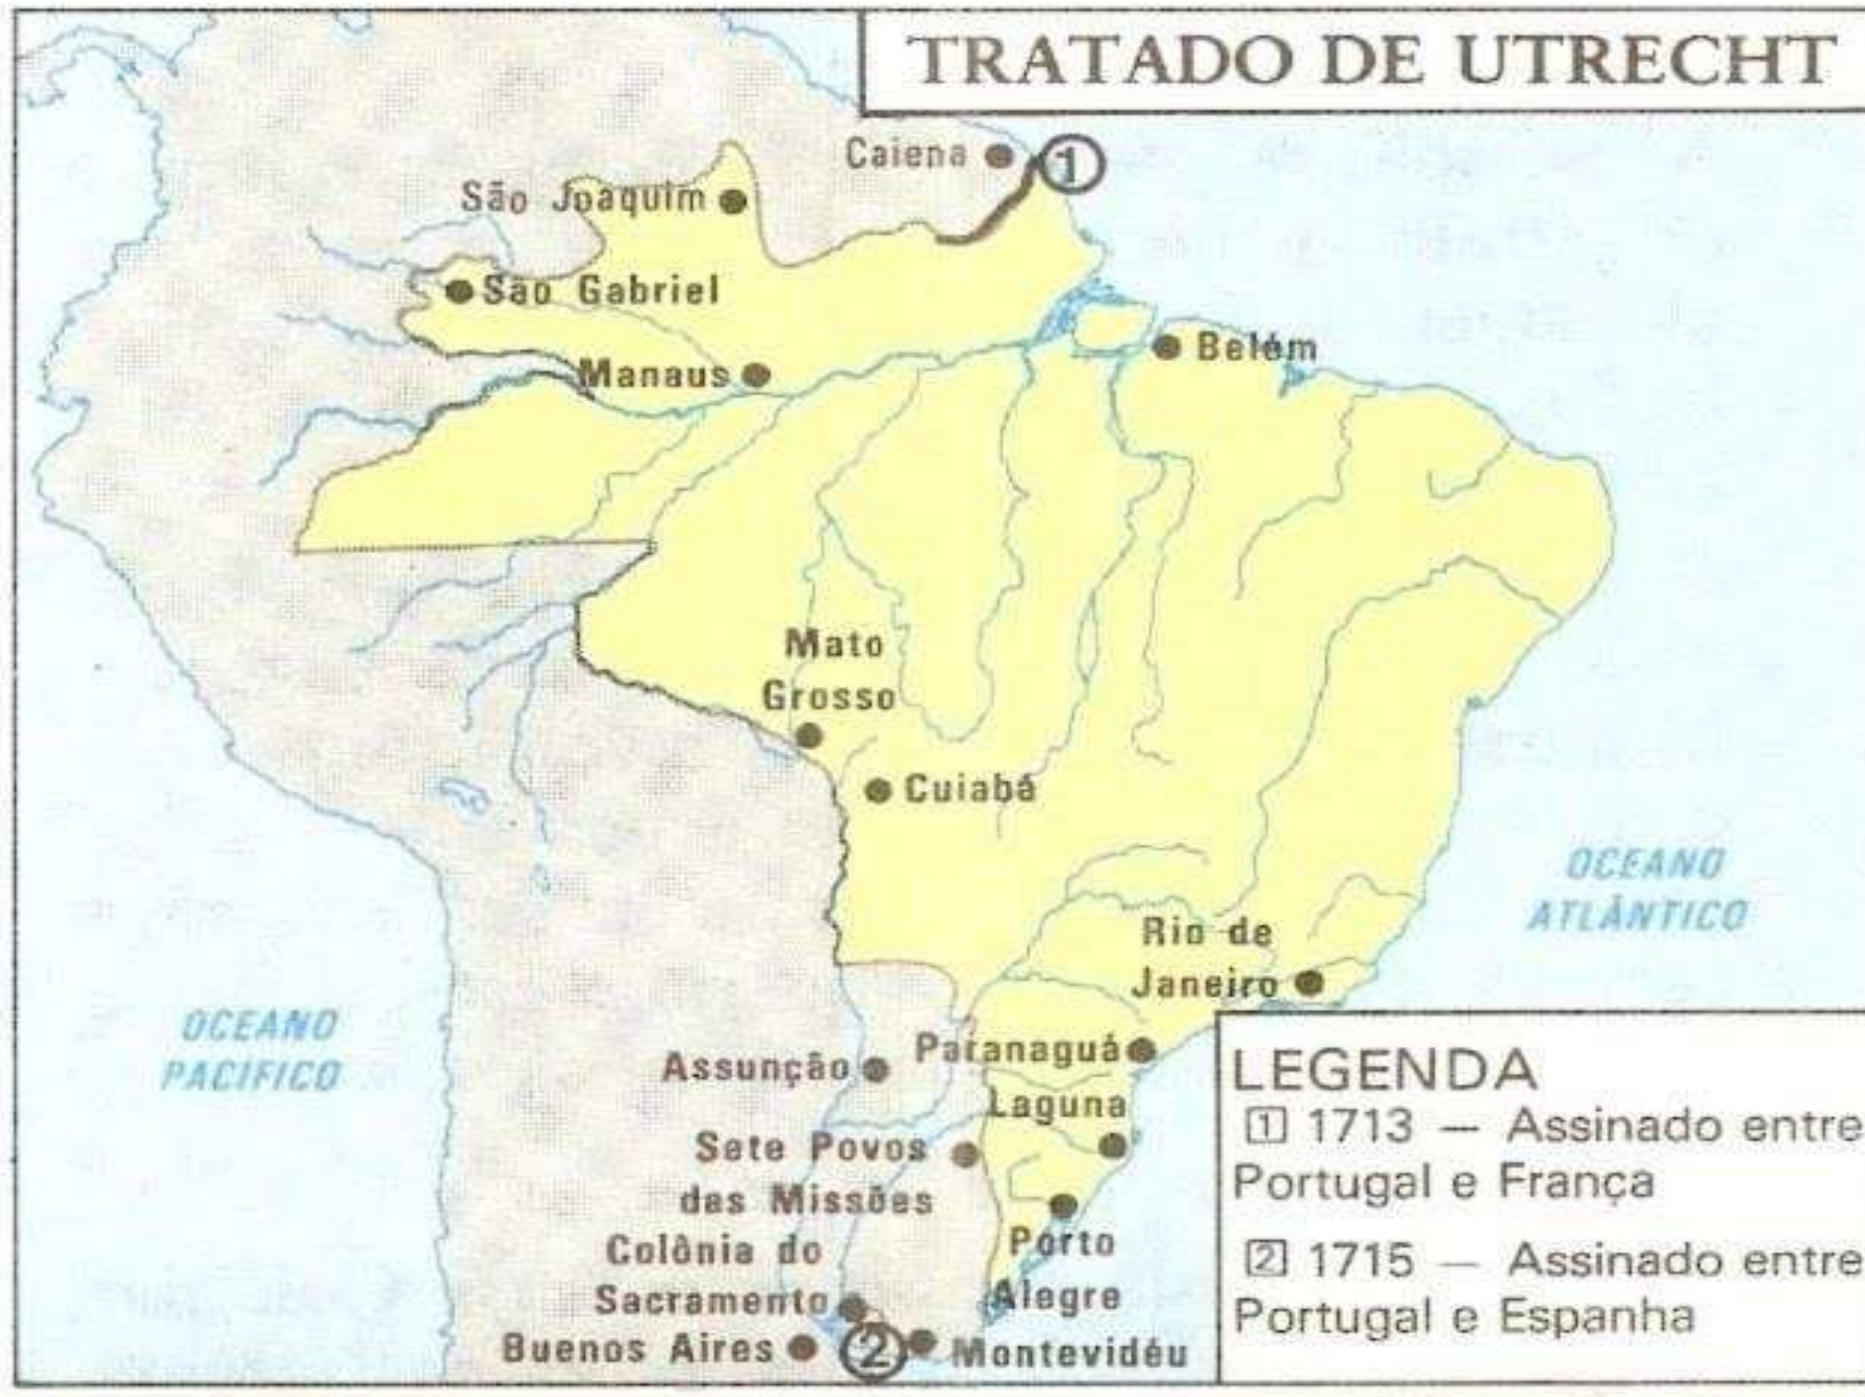 TRATADO DE UTRECHT
Caiena
1
São Joaquim
São Gabriel
Manaus
Belém
Mato
Grosso
Cuiabá
OCEANO
ATLÂNTICO
Rio de
Janeiro
OCEANO
PACIFICO
Assunção
Paranaguá
Laguna
Sete Povos
das Missões
Porto
Alegre
Colônia do
Sacramento
Buenos Aires
2
Montevidéu
LEGENDA
1 1713 — Assinado entre
Portugal e França
2 1715 — Assinado entre
Portugal e Espanha